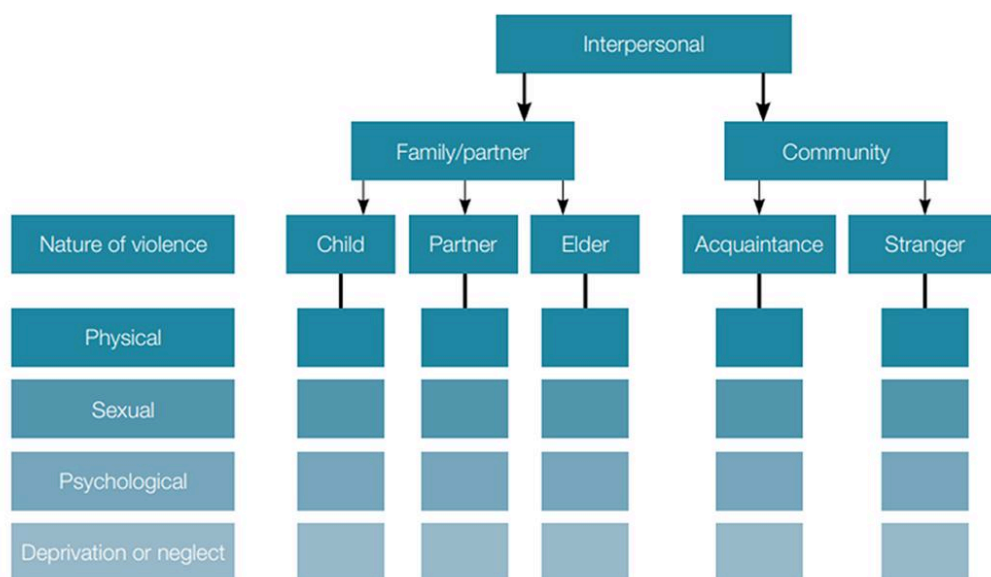 Interpersonal
Family/partner
Community
Nature of violence
Child
Partner
Elder
Acquaintance
Stranger
Physical
Sexual
Psychological
Deprivation or neglect